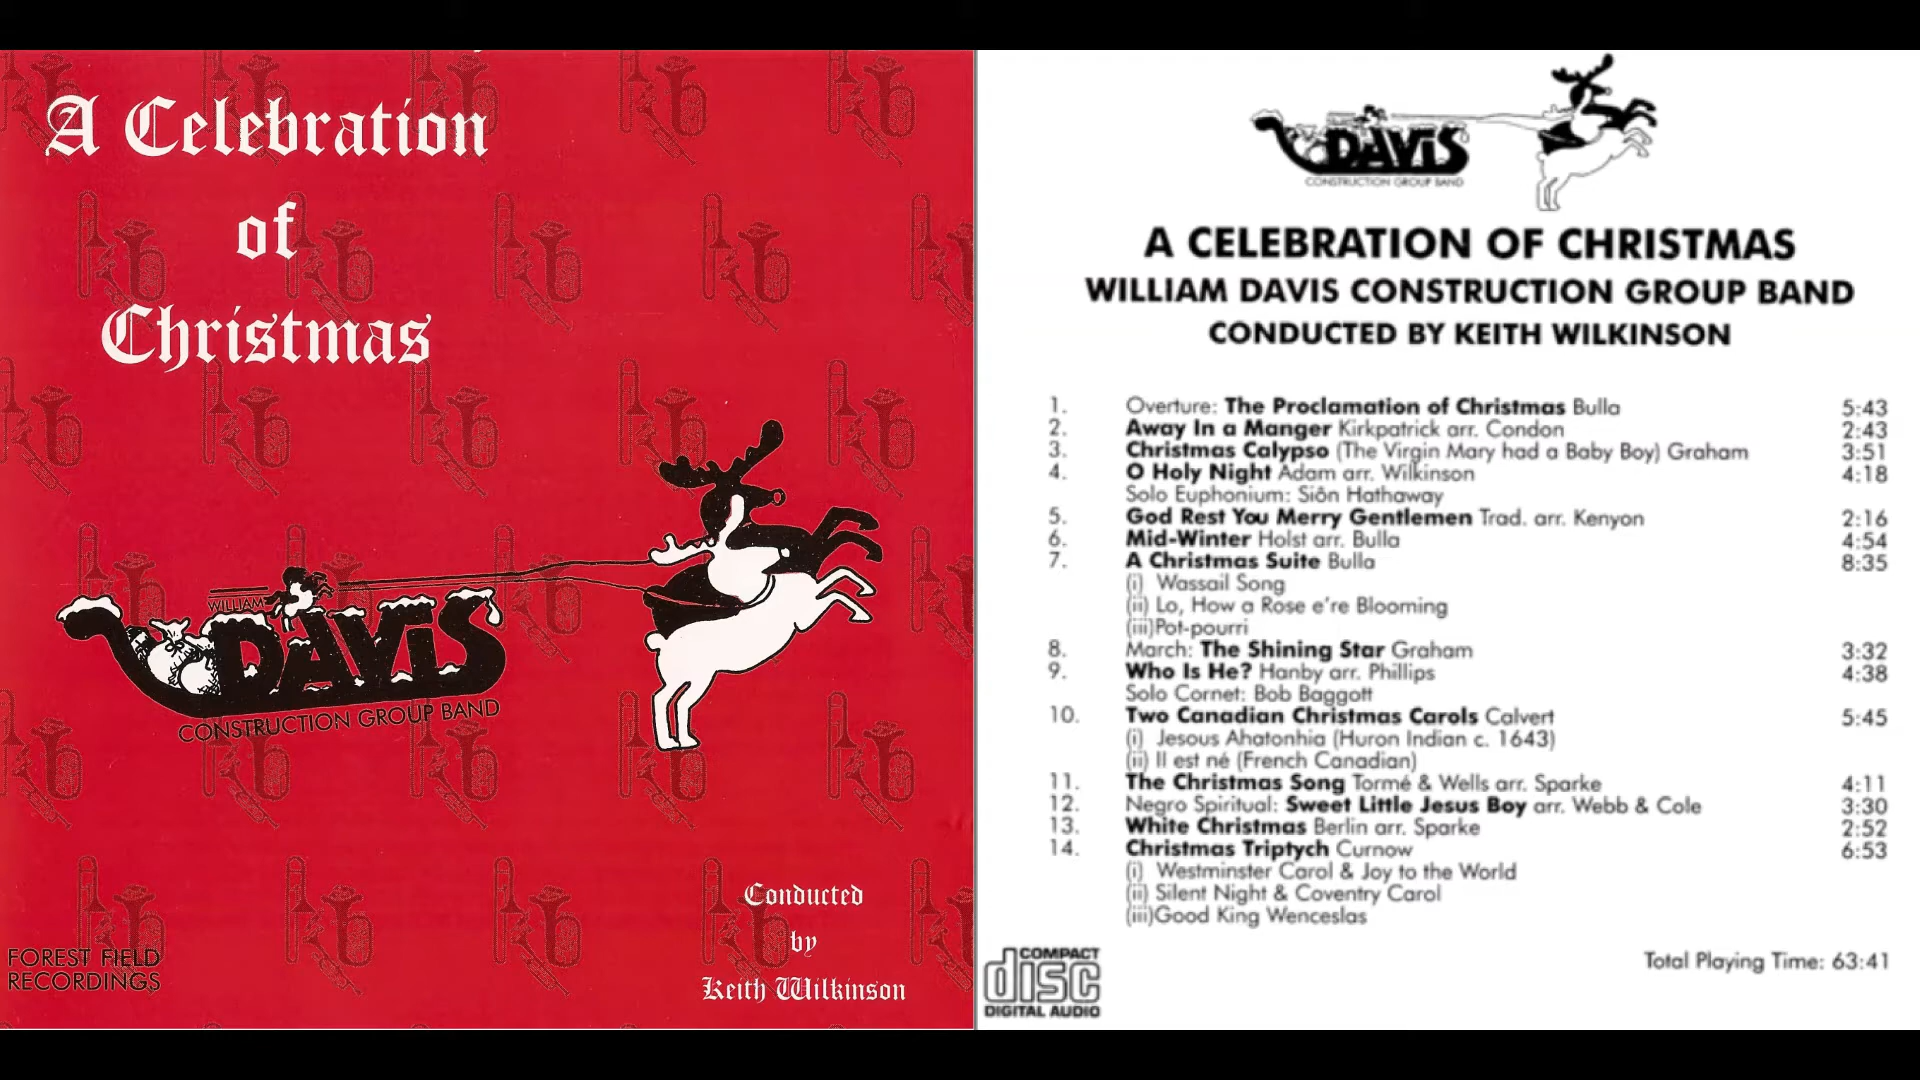 A Celebration
of
Christmas
WILLIAM
DAVIS
CONSTRUCTION GROUP BAND
Conducted
by
Keith Wilkinson
FOREST FIELD
RECORDINGS
DAVIS
CONSTRUCTION GROUP BAND
A CELEBRATION OF CHRISTMAS
WILLIAM DAVIS CONSTRUCTION GROUP BAND
CONDUCTED BY KEITH WILKINSON
1. Overture: The Proclamation of Christmas Bulla 5:43
2. Away In a Manger Kirkpatrick arr. Condon 2:43
3. Christmas Calypso (The Virgin Mary had a Baby Boy) Graham 3:51
4. O Holy Night Adam arr. Wilkinson 4:18
Solo Euphonium: Siôn Hathaway
5. God Rest You Merry Gentlemen Trad. arr. Kenyon 2:16
6. Mid-Winter Holst arr. Bulla 4:54
7. A Christmas Suite Bulla 8:35
(i) Wassail Song
(ii) Lo, How a Rose e're Blooming
(iii)Pot-pourri
8. March: The Shining Star Graham 3:32
9. Who Is He? Hanby arr. Phillips 4:38
Solo Cornet: Bob Baggott
10. Two Canadian Christmas Carols Calvert 5:45
(i) Jesous Ahatonhia (Huron Indian c. 1643)
(ii) Il est né (French Canadian)
11. The Christmas Song Tormé & Wells arr. Sparke 4:11
12. Negro Spiritual: Sweet Little Jesus Boy arr. Webb & Cole 3:30
13. White Christmas Berlin arr. Sparke 2:52
14. Christmas Triptych Curnow 6:53
(i) Westminster Carol & Joy to the World
(ii) Silent Night & Coventry Carol
(iii)Good King Wenceslas
COMPACT
disc
DIGITAL AUDIO
Total Playing Time: 63:41